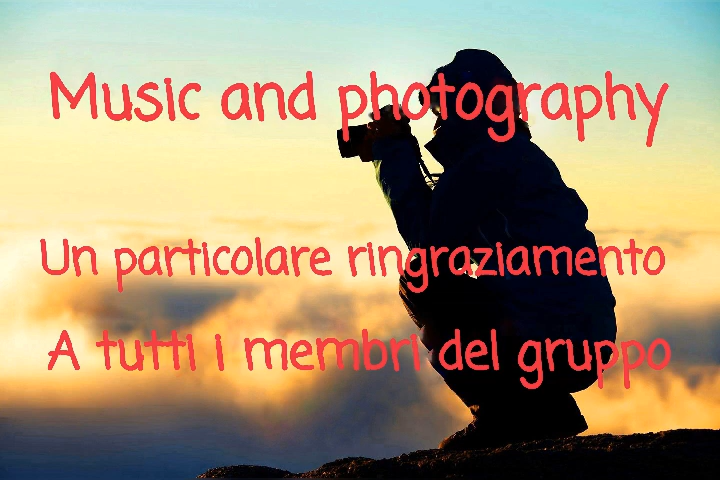 Music and photography
Un particolare ringraziamento
A tutti i membri del gruppo